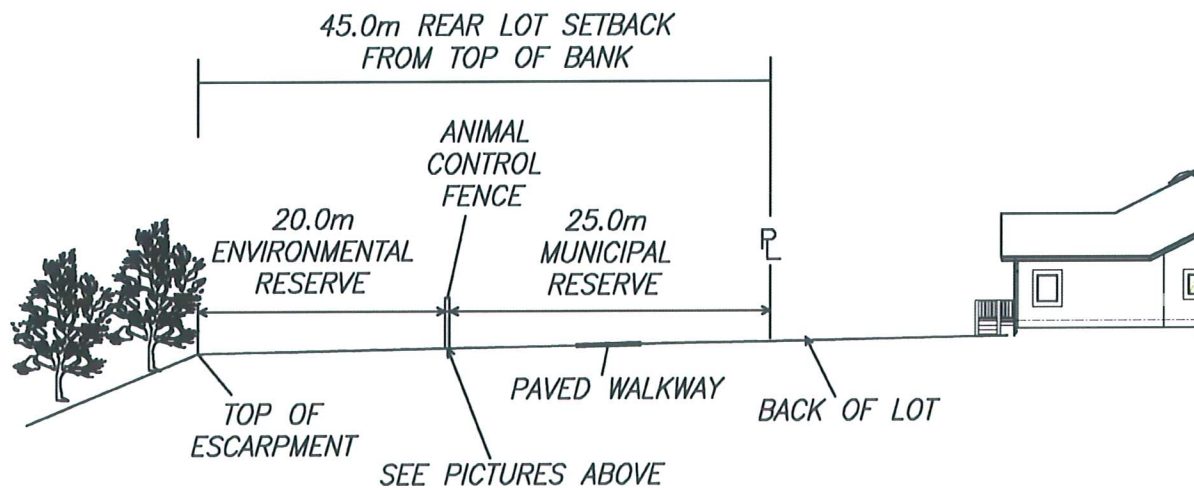 45.0m REAR LOT SETBACK
FROM TOP OF BANK
ANIMAL
CONTROL
FENCE
20.0m
ENVIRONMENTAL
RESERVE
25.0m
MUNICIPAL
RESERVE
PL
PAVED WALKWAY
BACK OF LOT
TOP OF
ESCARPMENT
SEE PICTURES ABOVE